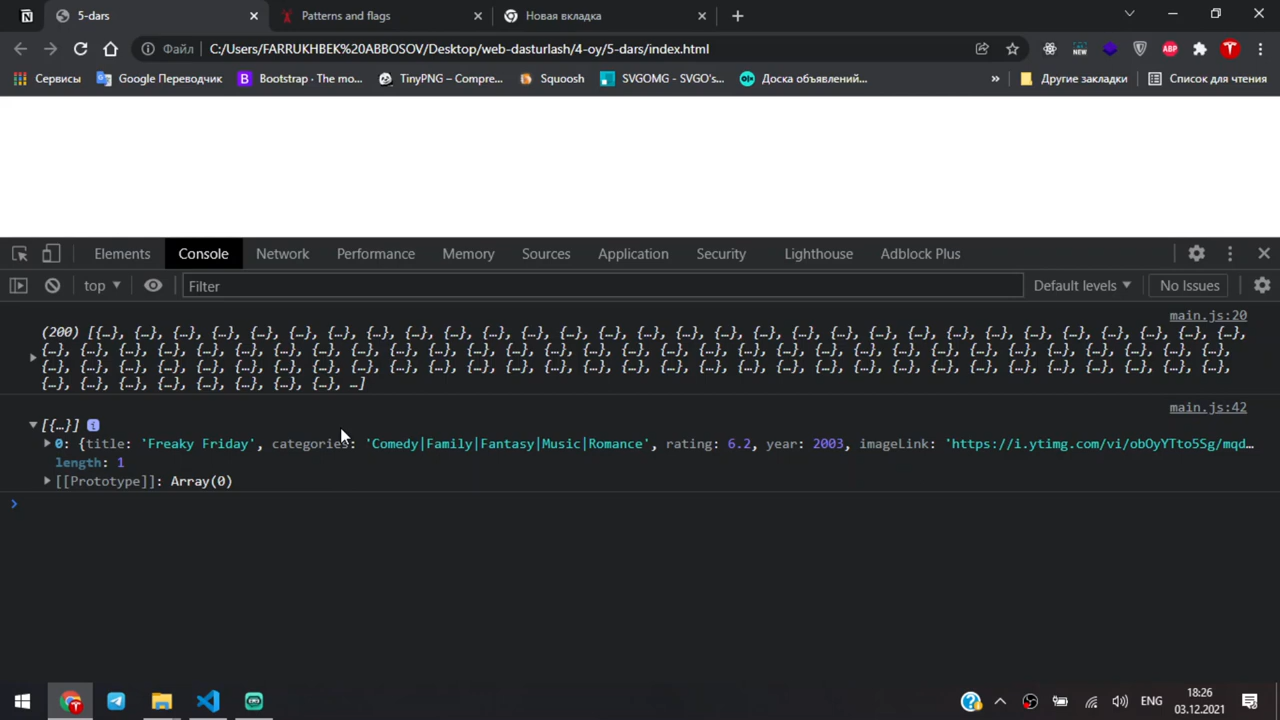 5-dars
Patterns and flags
Новая вкладка
Файл
C:/Users/FARRUKHBEK%20ABBOSOV/Desktop/web-dasturlash/4-oy/5-dars/index.html
NEW
ABP
Сервисы
Google Переводчик
Bootstrap · The mo...
TinyPNG – Compre...
Squoosh
SVGOMG - SVGO's...
Доска объявлений...
»
Другие закладки
Список для чтения
Elements
Console
Network
Performance
Memory
Sources
Application
Security
Lighthouse
Adblock Plus
top
Filter
Default levels
No Issues
main.js:20
(200) [{…}, {…}, {…}, {…}, {…}, {…}, {…}, {…}, {…}, {…}, {…}, {…}, {…}, {…}, {…}, {…}, {…}, {…}, {…}, {…}, {…}, {…}, {…}, {…}, {…}, {…}, {…}, {…}, {…}, {…},
{…}, {…}, {…}, {…}, {…}, {…}, {…}, {…}, {…}, {…}, {…}, {…}, {…}, {…}, {…}, {…}, {…}, {…}, {…}, {…}, {…}, {…}, {…}, {…}, {…}, {…}, {…}, {…}, {…}, {…}, {…},
{…}, {…}, {…}, {…}, {…}, {…}, {…}, {…}, {…}, {…}, {…}, {…}, {…}, {…}, {…}, {…}, {…}, {…}, {…}, {…}, {…}, {…}, {…}, {…}, {…}, {…}, {…}, {…}, {…}, {…}, {…},
{…}, {…}, {…}, {…}, {…}, {…}, {…}, {…}, …]
main.js:42
[{…}]
0: {title: 'Freaky Friday', categories: 'Comedy|Family|Fantasy|Music|Romance', rating: 6.2, year: 2003, imageLink: 'https://i.ytimg.com/vi/obOyYTto5Sg/mqd…
length: 1
[[Prototype]]: Array(0)
ENG
18:26
03.12.2021